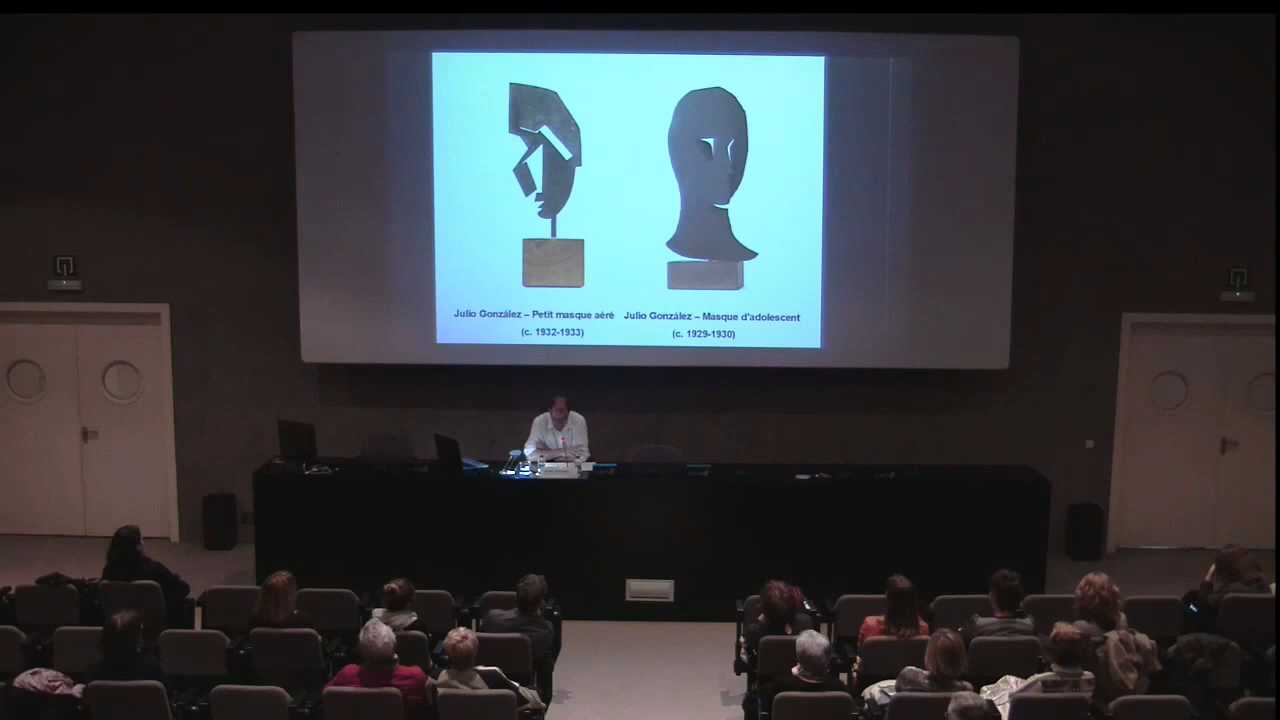 Julio González – Petit masque aéré
(c. 1932-1933)
Julio González – Masque d'adolescent
(c. 1929-1930)